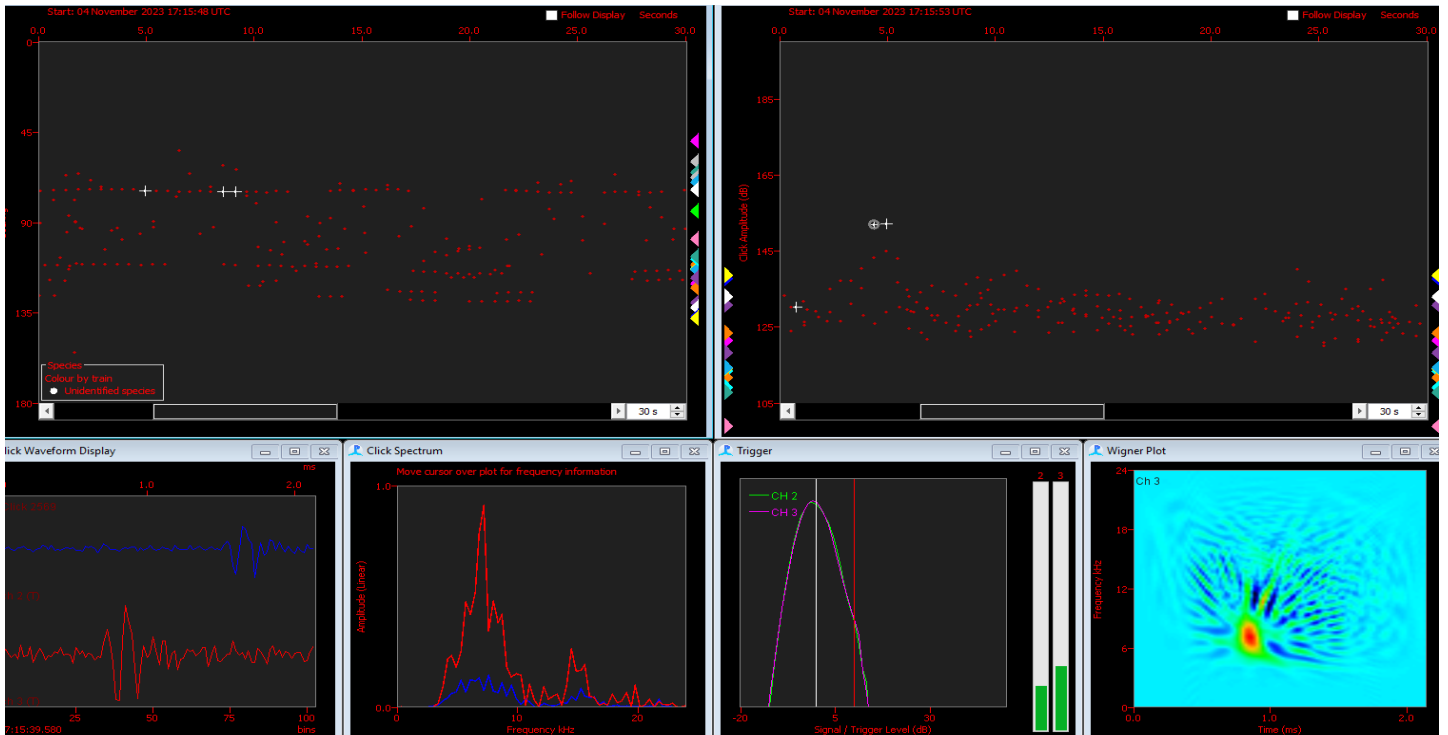 Start: 04 November 2023 17:15:48 UTC
Follow Display Seconds
0.0 5.0 10.0 15.0 20.0 25.0 30.0
0
45
90
135
180
Species
Colour by train
Unidentified species
30 s
Start: 04 November 2023 17:15:53 UTC
Follow Display Seconds
0.0 5.0 10.0 15.0 20.0 25.0 30.0
Click Amplitude (dB)
185
165
145
125
105
30 s
lick Waveform Display
ms
1.0 2.0
25 50 75 100
7:15:39.580
bins
Click Spectrum
Move cursor over plot for frequency information
Amplitude (Linear)
1.0
0.0
0 10 20
Frequency kHz
Trigger
CH 2
CH 3
2 3
-20 5 30
Signal / Trigger Level (dB)
Wigner Plot
Ch 3
Frequency kHz
24
18
12
6
0
0.0 1.0 2.0
Time (ms)